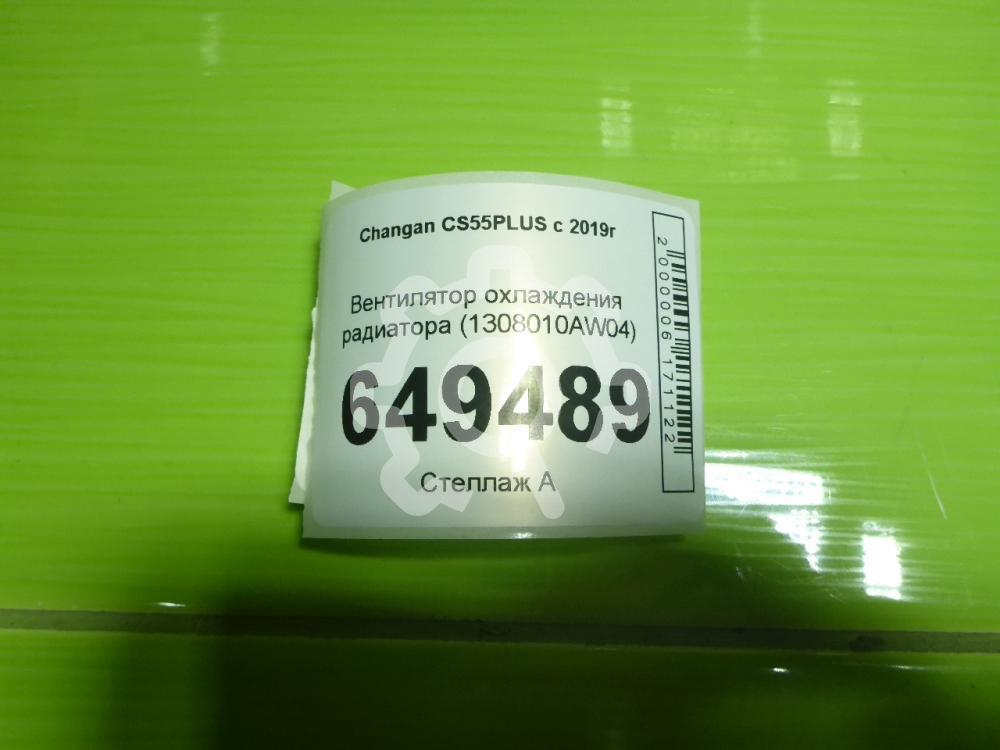 Changan CS55PLUS с 2019г
Вентилятор охлаждения
радиатора (1308010AW04)
649489
Стеллаж А
2000006171122